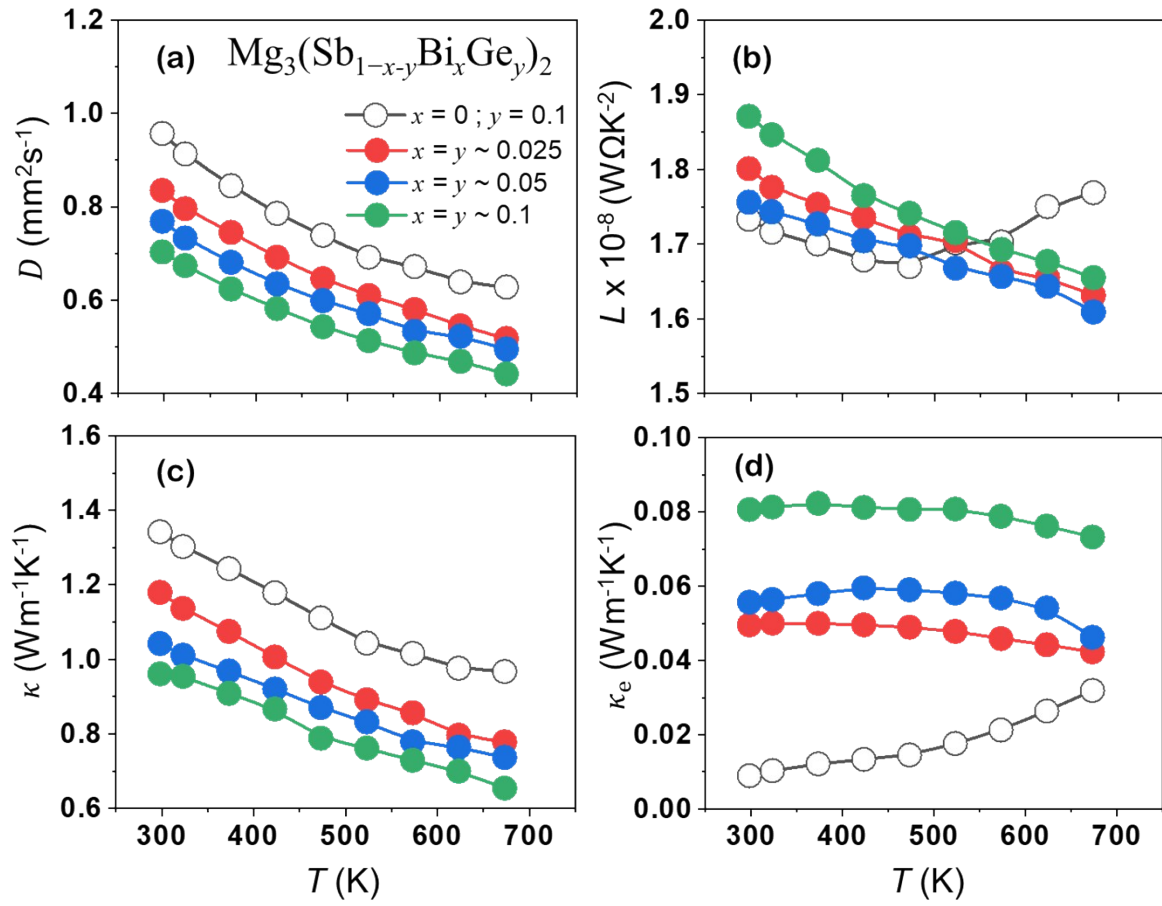 1.2
1.0
0.8
0.6
0.4
D (mm²s⁻¹)
(a) Mg₃(Sb₁₋ₓ₋ᵧBiₓGeᵧ)₂
x = 0 ; y = 0.1
x = y ~ 0.025
x = y ~ 0.05
x = y ~ 0.1
2.0
1.9
1.8
1.7
1.6
1.5
L x 10⁻⁸ (WΩK⁻²)
(b)
1.6
1.4
1.2
1.0
0.8
0.6
κ (Wm⁻¹K⁻¹)
(c)
300 400 500 600 700
T (K)
0.10
0.08
0.06
0.04
0.02
0.00
κₑ (Wm⁻¹K⁻¹)
(d)
300 400 500 600 700
T (K)